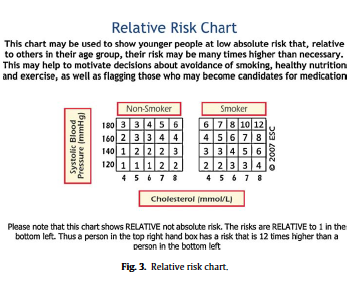 Relative Risk Chart
This chart may be used to show younger people at low absolute risk that, relative
to others in their age group, their risk may be many times higher than necessary.
This may help to motivate decisions about avoidance of smoking, healthy nutrition
and exercise, as well as flagging those who may become candidates for medication
Non-Smoker Smoker
Systolic Blood
Pressure (mmHg)
180 3 3 4 5 6 6 7 8 10 12
160 2 3 3 4 4 4 5 6 7 8
140 1 2 2 2 3 3 3 4 5 6
120 1 1 1 2 2 2 2 3 3 4
4 5 6 7 8 4 5 6 7 8
© 2007 ESC
Cholesterol (mmol/L)
Please note that this chart shows RELATIVE not absolute risk. The risks are RELATIVE to 1 in the
bottom left. Thus a person in the top right hand box has a risk that is 12 times higher than a
person in the bottom left
Fig. 3. Relative risk chart.